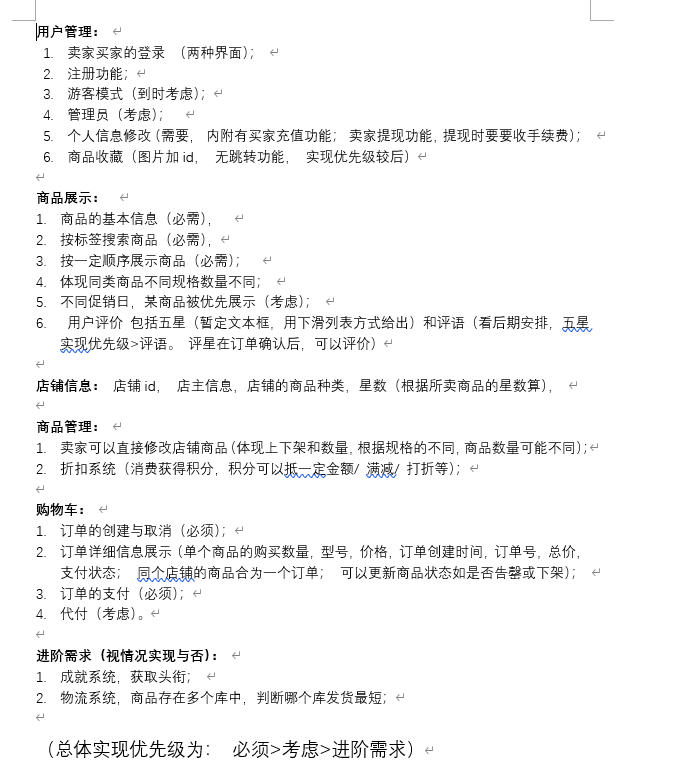 用户管理：
1. 卖家买家的登录 （两种界面）；
2. 注册功能；
3. 游客模式（到时考虑）；
4. 管理员（考虑）；
5. 个人信息修改（需要， 内附有买家充值功能； 卖家提现功能，提现时要要收手续费）；
6. 商品收藏（图片加 id， 无跳转功能， 实现优先级较后）
商品展示：
1. 商品的基本信息（必需），
2. 按标签搜索商品（必需），
3. 按一定顺序展示商品（必需）；
4. 体现同类商品不同规格数量不同；
5. 不同促销日，某商品被优先展示（考虑）；
6. 用户评价 包括五星（暂定文本框，用下滑列表方式给出）和评语（看后期安排，五星
实现优先级>评语。 评星在订单确认后，可以评价）
店铺信息： 店铺 id， 店主信息，店铺的商品种类，星数（根据所卖商品的星数算），
商品管理：
1. 卖家可以直接修改店铺商品（体现上下架和数量，根据规格的不同，商品数量可能不同）；
2. 折扣系统（消费获得积分，积分可以抵一定金额/ 满减/ 打折等）；
购物车：
1. 订单的创建与取消（必须）；
2. 订单详细信息展示（单个商品的购买数量，型号，价格，订单创建时间，订单号，总价，
支付状态； 同个店铺的商品合为一个订单； 可以更新商品状态如是否告罄或下架）；
3. 订单的支付（必须）；
4. 代付（考虑）。
进阶需求（视情况实现与否）：
1. 成就系统，获取头衔；
2. 物流系统，商品存在多个库中，判断哪个库发货最短；
（总体实现优先级为： 必须>考虑>进阶需求）